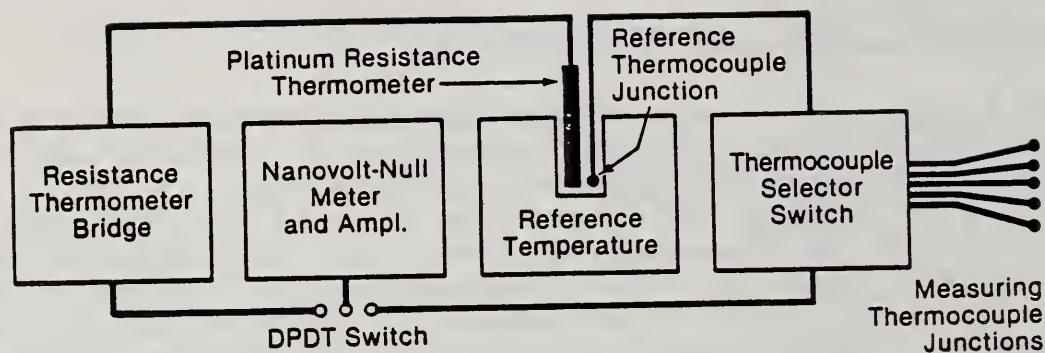 Platinum Resistance
Thermometer
Reference
Thermocouple
Junction
Resistance
Thermometer
Bridge
Nanovolt-Null
Meter
and Ampl.
Reference
Temperature
Thermocouple
Selector
Switch
DPDT Switch
Measuring
Thermocouple
Junctions